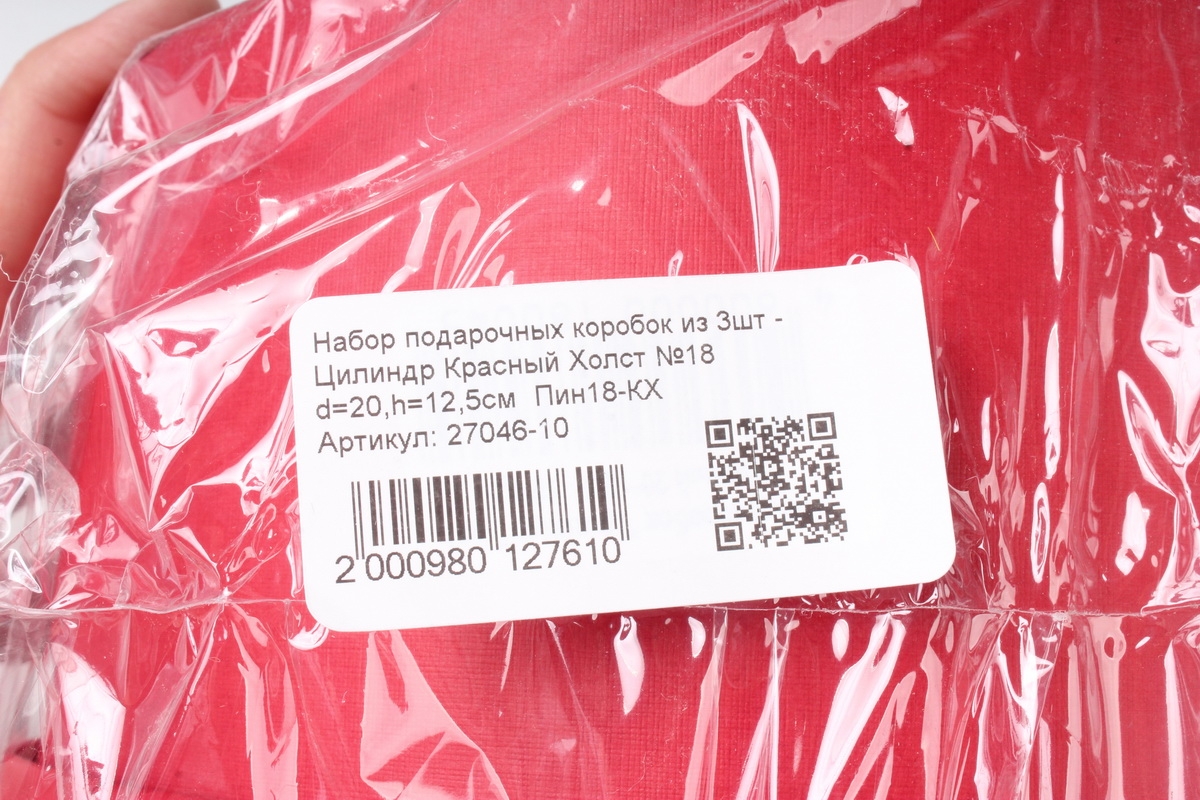 Набор подарочных коробок из 3шт -
Цилиндр Красный Холст №18
d=20,h=12,5см Пин18-КХ
Артикул: 27046-10
2 000980 127610